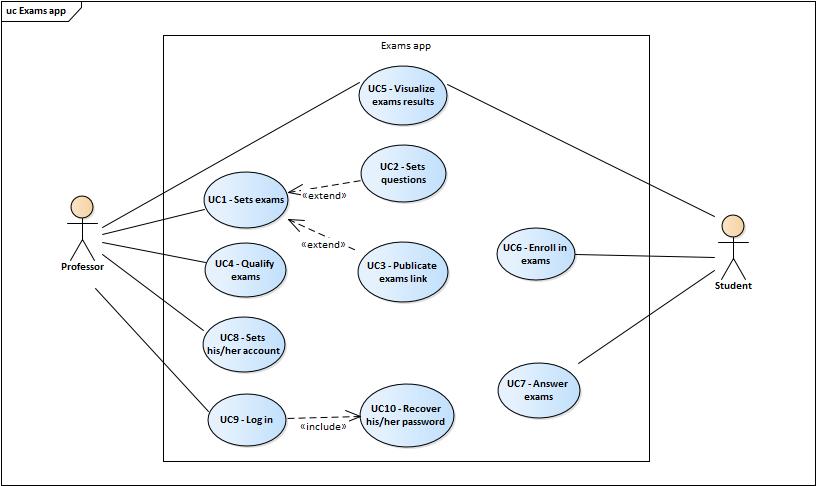 uc Exams app
Exams app
UC5 - Visualize
exams results
UC2 - Sets
questions
UC1 - Sets exams
«extend»
«extend»
UC6 - Enroll in
exams
UC4 - Qualify
exams
UC3 - Publicate
exams link
Professor
Student
UC8 - Sets
his/her account
UC7 - Answer
exams
UC9 - Log in
«include»
UC10 - Recover
his/her password